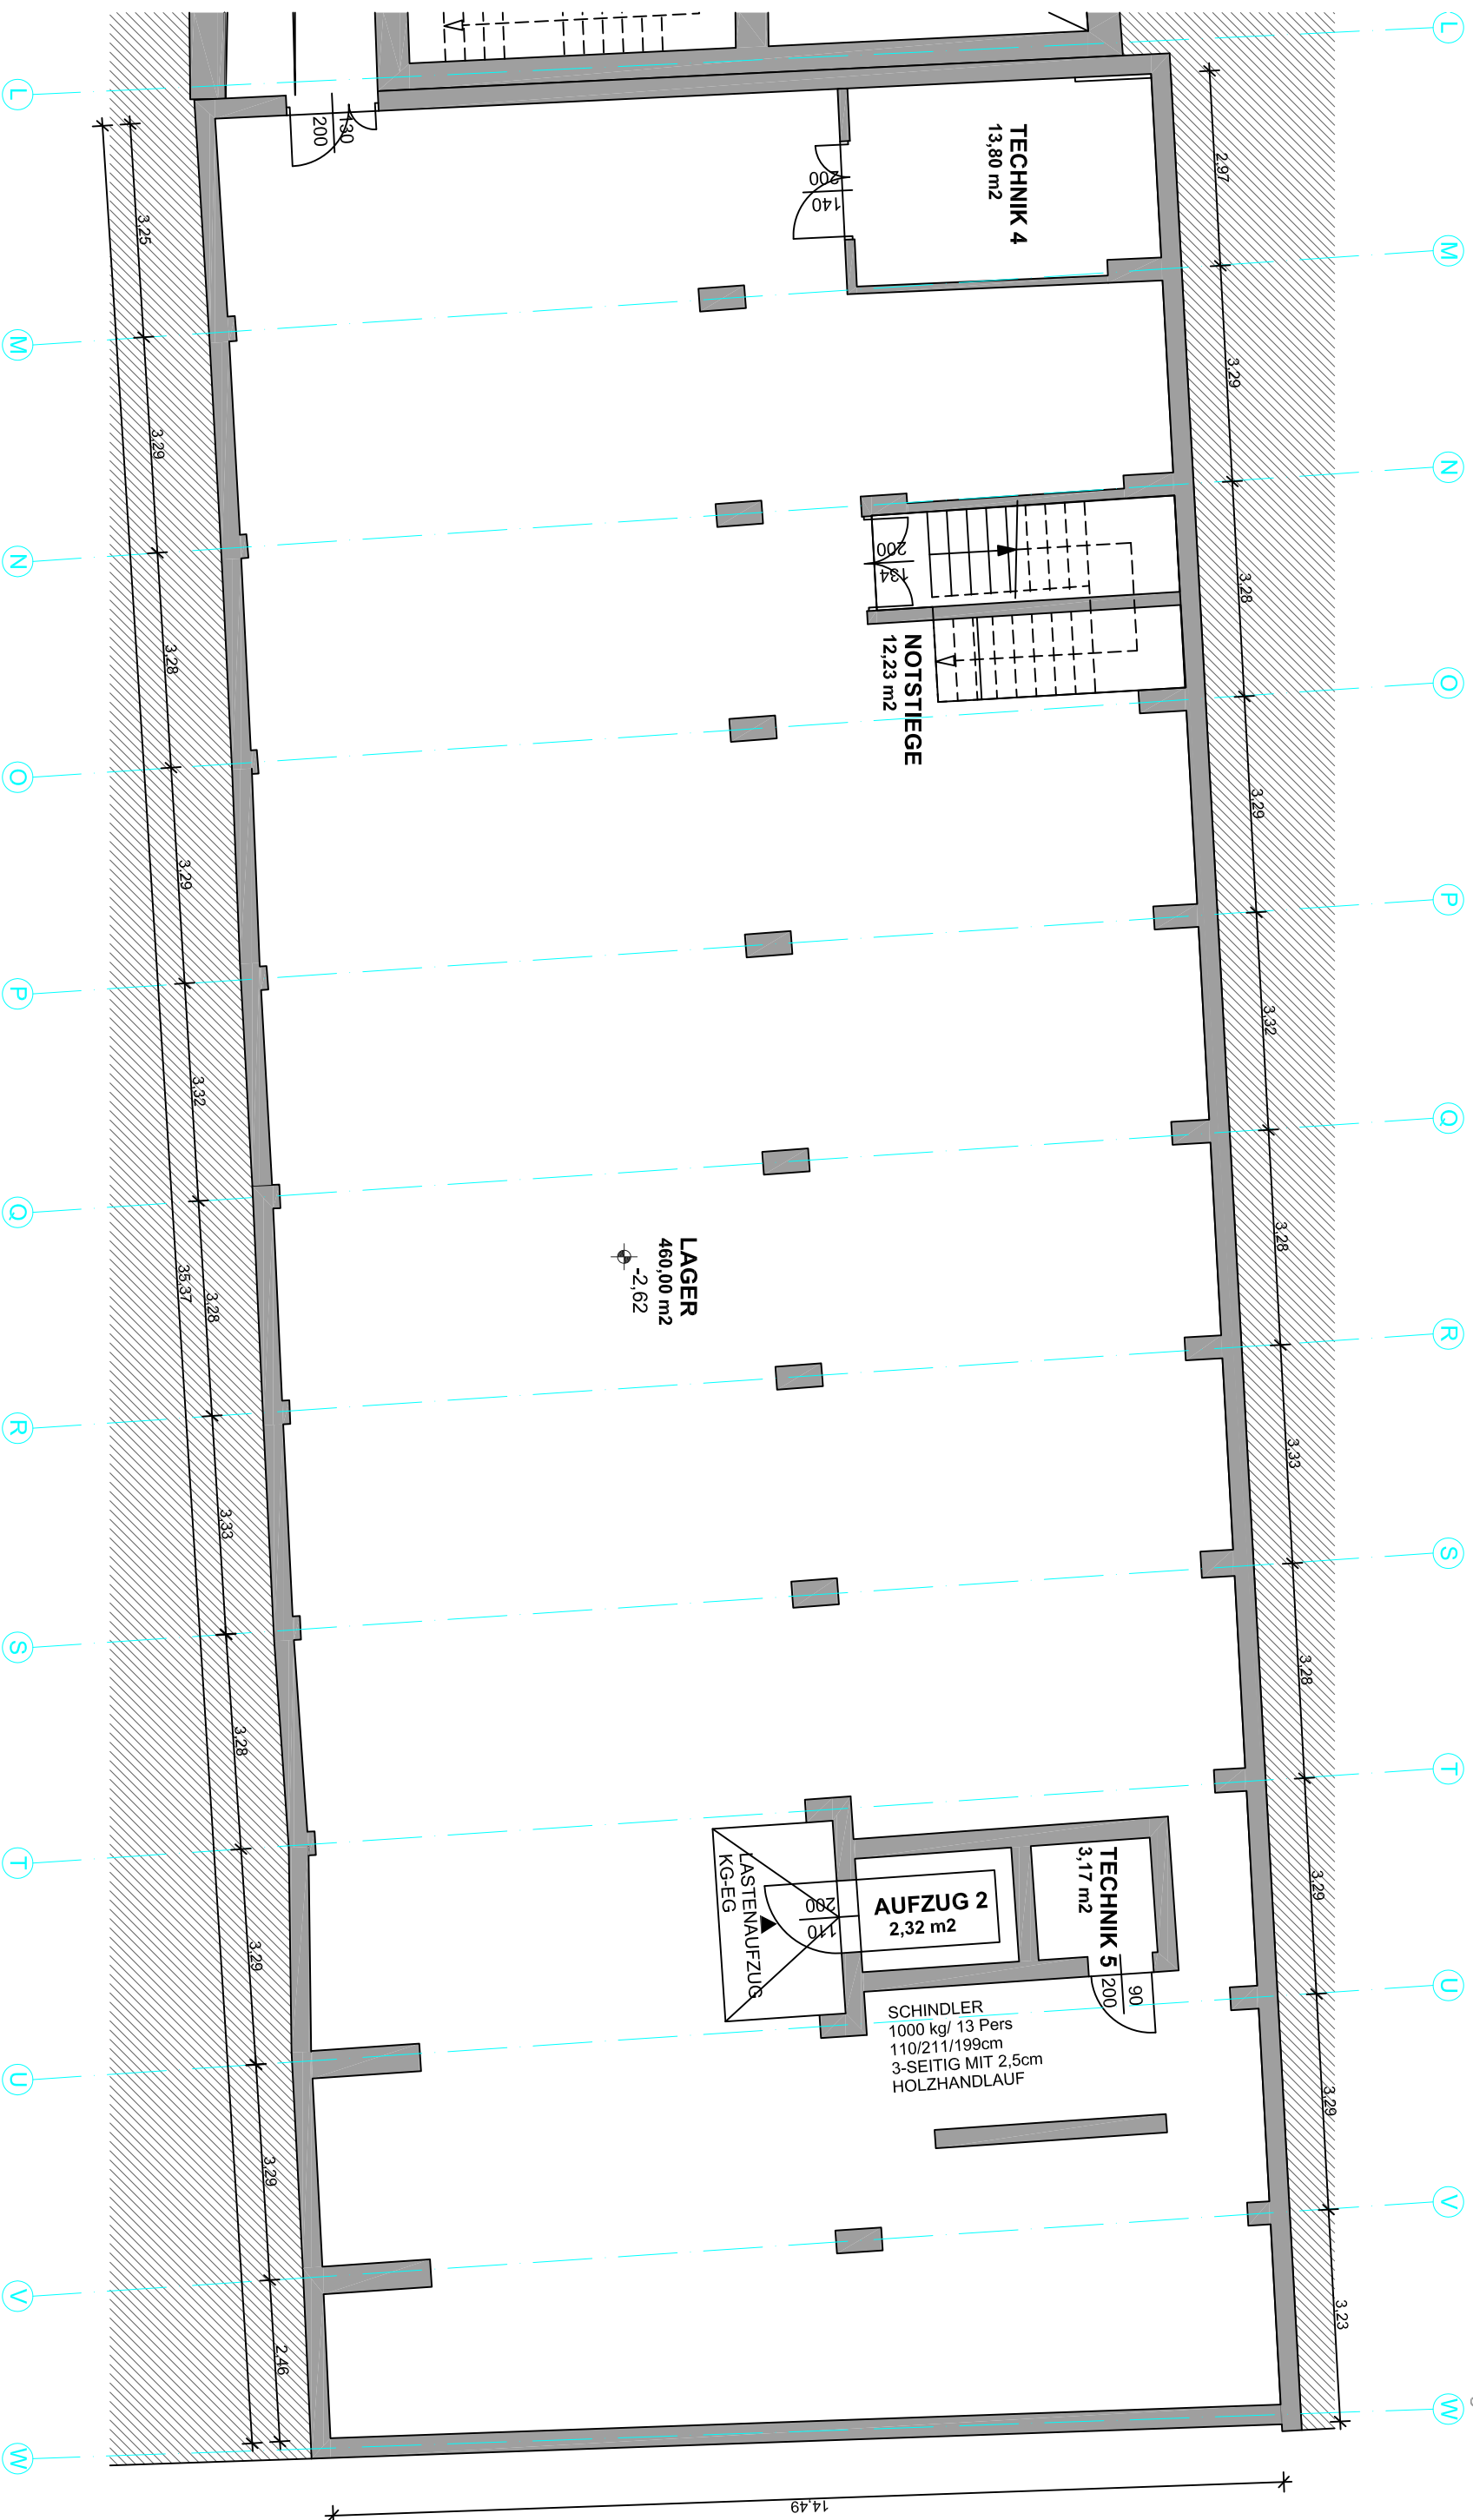 L
L
2,97
130
200
TECHNIK 4
13,80 m2
200
140
M
M
3,25
3,29
N
N
3,29
200
134
NOTSTIEGE
12,23 m2
3,28
O
O
3,28
3,29
P
P
3,29
3,32
Q
Q
3,32
LAGER
460,00 m2
-2,62
3,28
35,37
3,28
R
R
3,33
3,33
S
S
3,28
3,28
T
T
LASTENAUFZUG
KG-EG
200
110
AUFZUG 2
2,32 m2
TECHNIK 5
3,17 m2
90
200
3,29
3,29
U
U
SCHINDLER
1000 kg/ 13 Pers
110/211/199cm
3-SEITIG MIT 2,5cm
HOLZHANDLAUF
3,29
3,29
V
V
3,23
2,46
W
W
14,49